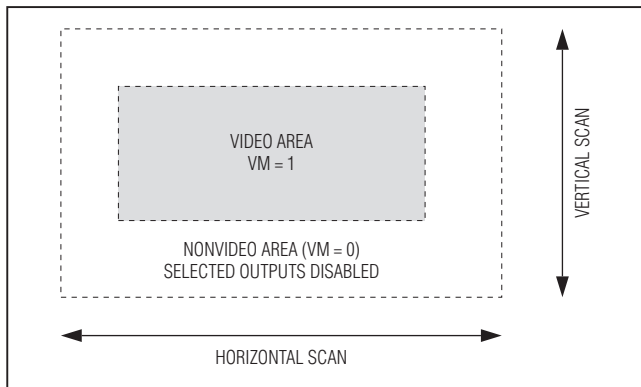 VIDEO AREA
VM = 1
NONVIDEO AREA (VM = 0)
SELECTED OUTPUTS DISABLED
HORIZONTAL SCAN
VERTICAL SCAN